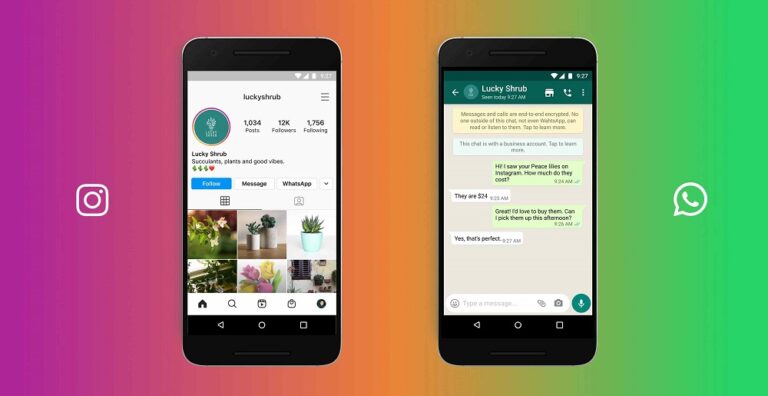 9:27
luckyshrub
LUCKY
SHRUB
1,034
Posts
12K
Followers
1,756
Following
Lucky Shrub
Succulents, plants and good vibes.
Follow
Message
WhatsApp
9:27
Lucky Shrub
Seen today 9:27 AM
Messages and calls are end-to-end encrypted. No
one outside of this chat, not even WahtsApp, can
read or listen to them. Tap to learn more.
This chat is with a business account. Tap to learn
more.
Hi! I saw your Peace lilies on
Instagram. How much do they
cost?
9:24 AM
They are $24
9:25 AM
Great! I'd love to buy them. Can
I pick them up this afternoon?
9:26 AM
Yes, that's perfect.
9:27 AM
Type a message...